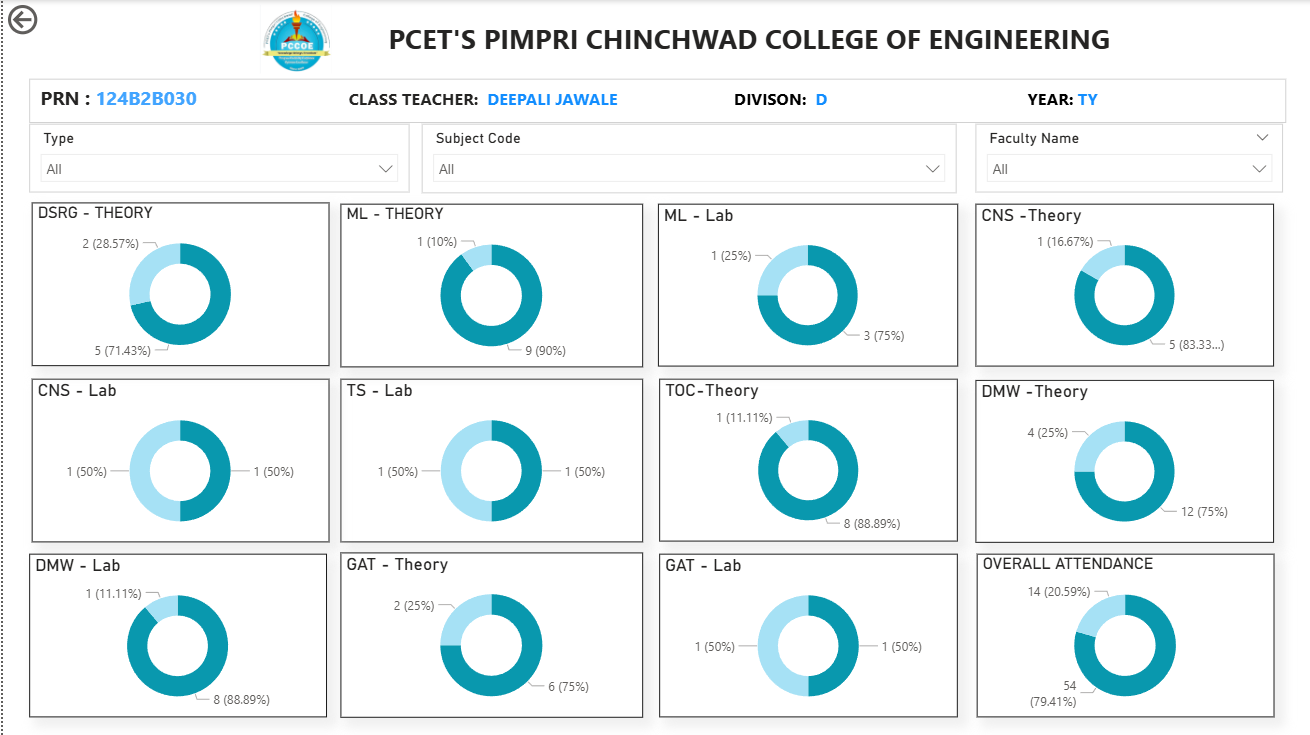 PCCOE
PCET'S PIMPRI CHINCHWAD COLLEGE OF ENGINEERING
PRN : 124B2B030 CLASS TEACHER: DEEPALI JAWALE DIVISON: D YEAR: TY
Type Subject Code Faculty Name
All All All
DSRG - THEORY
2 (28.57%)
5 (71.43%)
ML - THEORY
1 (10%)
9 (90%)
ML - Lab
1 (25%)
3 (75%)
CNS -Theory
1 (16.67%)
5 (83.33...)
CNS - Lab
1 (50%) 1 (50%)
TS - Lab
1 (50%) 1 (50%)
TOC-Theory
1 (11.11%)
8 (88.89%)
DMW -Theory
4 (25%)
12 (75%)
DMW - Lab
1 (11.11%)
8 (88.89%)
GAT - Theory
2 (25%)
6 (75%)
GAT - Lab
1 (50%) 1 (50%)
OVERALL ATTENDANCE
14 (20.59%)
54
(79.41%)